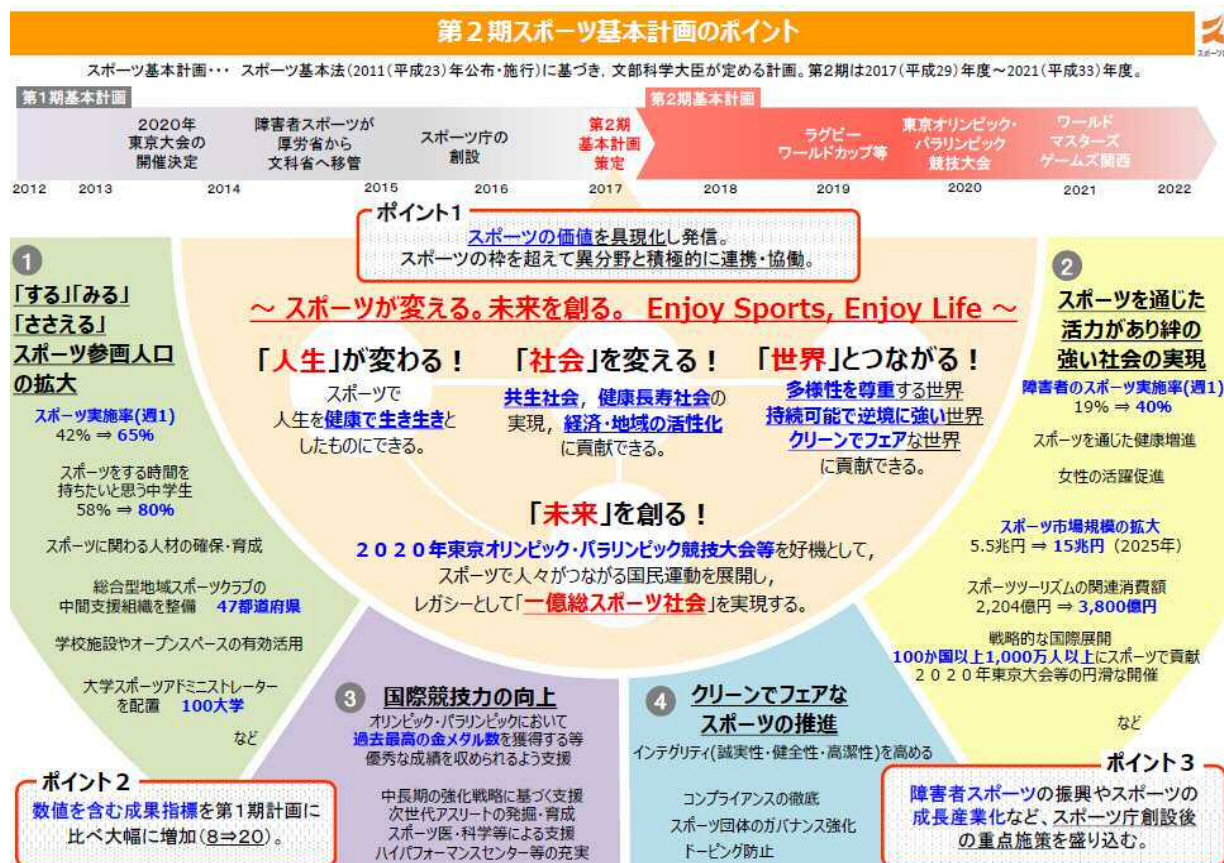 第2期スポーツ基本計画のポイント
スポーツ基本計画・・・ スポーツ基本法(2011(平成23)年公布・施行)に基づき，文部科学大臣が定める計画。第2期は2017(平成29)年度～2021(平成33)年度。
第1期基本計画
第2期基本計画
2020年
東京大会の
開催決定
障害者スポーツが
厚労省から
文科省へ移管
スポーツ庁の
創設
第2期
基本計画
策定
ラグビー
ワールドカップ等
東京オリンピック・
パラリンピック
競技大会
ワールド
マスターズ
ゲームズ関西
2012 2013 2014 2015 2016 2017 2018 2019 2020 2021 2022
ポイント1
スポーツの価値を具現化し発信。
スポーツの枠を超えて異分野と積極的に連携・協働。
～ スポーツが変える。未来を創る。 Enjoy Sports, Enjoy Life ～
「人生」が変わる！
スポーツで
人生を健康で生き生きと
したものにできる。
「社会」を変える！
共生社会，健康長寿社会の
実現，経済・地域の活性化
に貢献できる。
「世界」とつながる！
多様性を尊重する世界
持続可能で逆境に強い世界
クリーンでフェアな世界
に貢献できる。
「未来」を創る！
２０２０年東京オリンピック・パラリンピック競技大会等を好機として，
スポーツで人々がつながる国民運動を展開し，
レガシーとして「一億総スポーツ社会」を実現する。
1
「する」「みる」
「ささえる」
スポーツ参画人口
の拡大
スポーツ実施率(週1)
42% ⇒ 65%
スポーツをする時間を
持ちたいと思う中学生
58% ⇒ 80%
スポーツに関わる人材の確保・育成
総合型地域スポーツクラブの
中間支援組織を整備 47都道府県
学校施設やオープンスペースの有効活用
大学スポーツアドミニストレーター
を配置 100大学
など
2
スポーツを通じた
活力があり絆の
強い社会の実現
障害者のスポーツ実施率(週1)
19% ⇒ 40%
スポーツを通じた健康増進
女性の活躍促進
スポーツ市場規模の拡大
5.5兆円 ⇒ 15兆円 (2025年)
スポーツツーリズムの関連消費額
2,204億円 ⇒ 3,800億円
戦略的な国際展開
100か国以上1,000万人以上にスポーツで貢献
２０２０年東京大会等の円滑な開催
など
3
国際競技力の向上
オリンピック・パラリンピックにおいて
過去最高の金メダル数を獲得する等
優秀な成績を収められるよう支援
中長期の強化戦略に基づく支援
次世代アスリートの発掘・育成
スポーツ医・科学等による支援
ハイパフォーマンスセンター等の充実
4
クリーンでフェアな
スポーツの推進
インテグリティ(誠実性・健全性・高潔性)を高める
コンプライアンスの徹底
スポーツ団体のガバナンス強化
ドーピング防止
ポイント２
数値を含む成果指標を第１期計画に
比べ大幅に増加(8⇒20)。
ポイント３
障害者スポーツの振興やスポーツの
成長産業化など、スポーツ庁創設後
の重点施策を盛り込む。